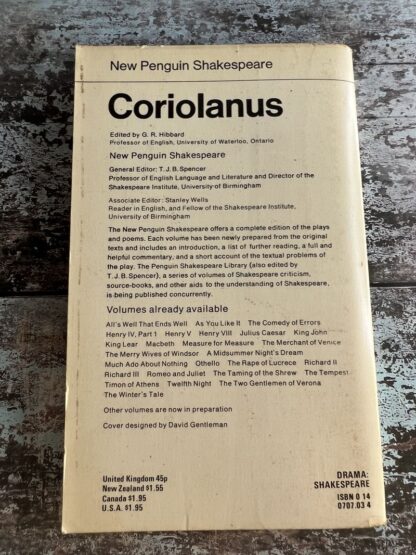 New Penguin Shakespeare
Coriolanus
Edited by G. R. Hibbard
Professor of English, University of Waterloo, Ontario
New Penguin Shakespeare
General Editor: T. J. B. Spencer
Professor of English Language and Literature and Director of the
Shakespeare Institute, University of Birmingham
Associate Editor: Stanley Wells
Reader in English, and Fellow of the Shakespeare Institute,
University of Birmingham
The New Penguin Shakespeare offers a complete edition of the plays
and poems. Each volume has been newly prepared from the original
texts and includes an introduction, a list of further reading, a full and
helpful commentary, and a short account of the textual problems of
the play. The Penguin Shakespeare Library (also edited by
T. J. B. Spencer), a series of volumes of Shakespeare criticism,
source-books, and other aids to the understanding of Shakespeare,
is being published concurrently.
Volumes already available
All's Well That Ends Well As You Like It The Comedy of Errors
Henry IV, Part 1 Henry V Henry VIII Julius Caesar King John
King Lear Macbeth Measure for Measure The Merchant of Venice
The Merry Wives of Windsor A Midsummer Night's Dream
Much Ado About Nothing Othello The Rape of Lucrece Richard II
Richard III Romeo and Juliet The Taming of the Shrew The Tempest
Timon of Athens Twelfth Night The Two Gentlemen of Verona
The Winter's Tale
Other volumes are now in preparation
Cover designed by David Gentleman
United Kingdom 45p
New Zealand $1.55
Canada $1.95
U.S.A. $1.95
DRAMA:
SHAKESPEARE
ISBN 0 14
0707.03 4